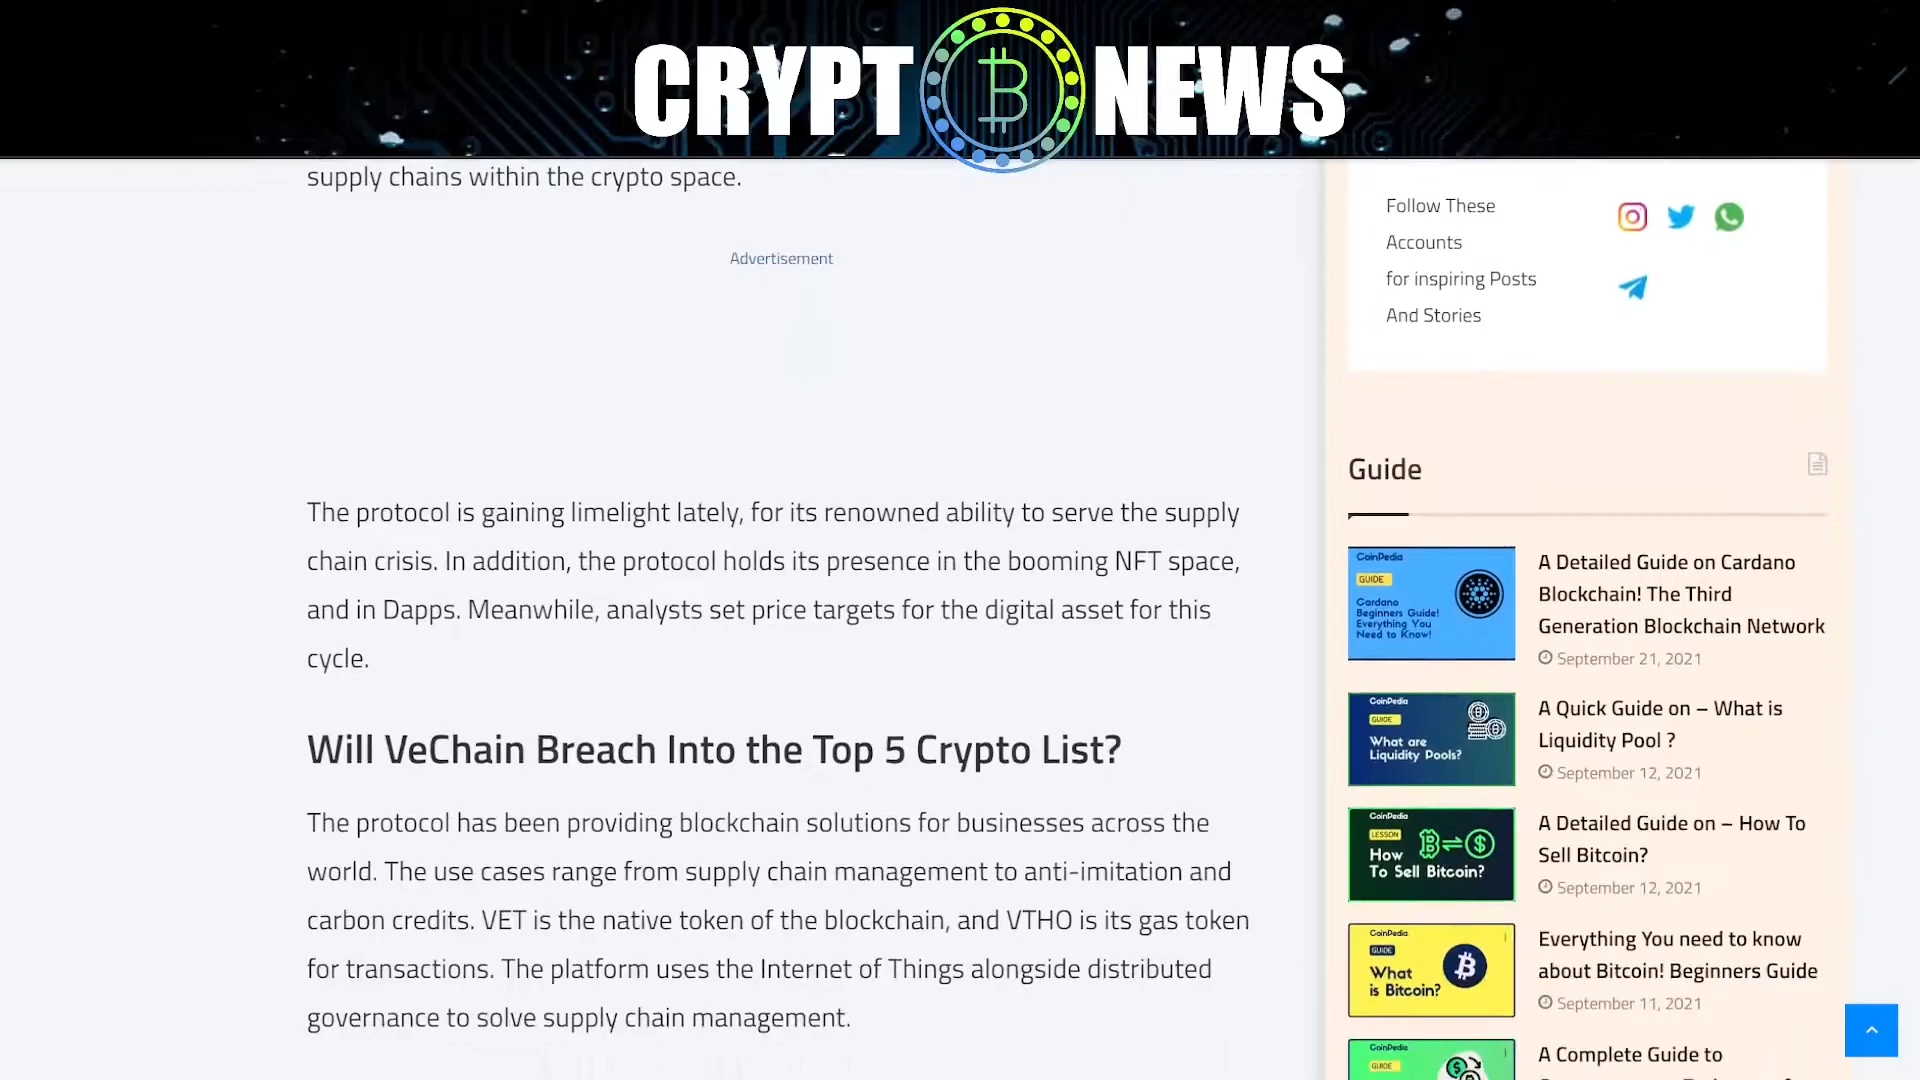 CRYPT NEWS
supply chains within the crypto space.
Advertisement
The protocol is gaining limelight lately, for its renowned ability to serve the supply
chain crisis. In addition, the protocol holds its presence in the booming NFT space,
and in Dapps. Meanwhile, analysts set price targets for the digital asset for this
cycle.
Will VeChain Breach Into the Top 5 Crypto List?
The protocol has been providing blockchain solutions for businesses across the
world. The use cases range from supply chain management to anti-imitation and
carbon credits. VET is the native token of the blockchain, and VTHO is its gas token
for transactions. The platform uses the Internet of Things alongside distributed
governance to solve supply chain management.
Follow These
Accounts
for inspiring Posts
And Stories
Guide
CoinPedia
GUIDE
Cardano
Beginners Guide!
Everything You
Need to Know!
A Detailed Guide on Cardano
Blockchain! The Third
Generation Blockchain Network
September 21, 2021
CoinPedia
GUIDE
What are
Liquidity Pools?
A Quick Guide on – What is
Liquidity Pool ?
September 12, 2021
CoinPedia
LESSON
How
To Sell Bitcoin?
A Detailed Guide on – How To
Sell Bitcoin?
September 12, 2021
CoinPedia
GUIDE
What
is Bitcoin?
Everything You need to know
about Bitcoin! Beginners Guide
September 11, 2021
CoinPedia
GUIDE
A Complete Guide to